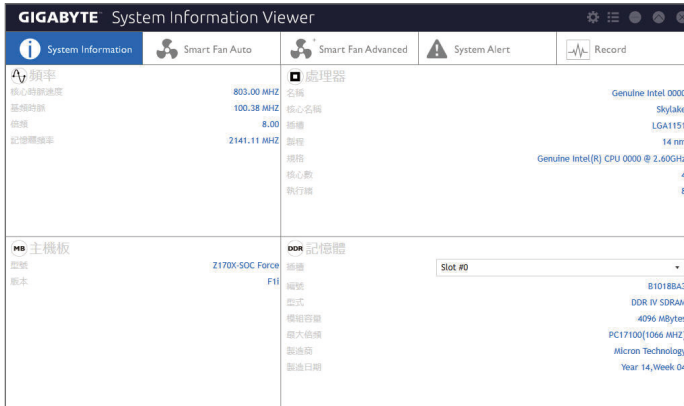 GIGABYTE™ System Information Viewer
System Information
Smart Fan Auto
Smart Fan Advanced
System Alert
Record
頻率
核心時脈速度 803.00 MHZ
基頻時脈 100.38 MHZ
倍頻 8.00
記憶體頻率 2141.11 MHZ
處理器
名稱 Genuine Intel 0000
核心名稱 Skylake
插槽 LGA1151
製程 14 nm
規格 Genuine Intel(R) CPU 0000 @ 2.60GHz
核心數 4
執行緒 8
MB 主機板
型號 Z170X-SOC Force
版本 F1i
DDR 記憶體
插槽 Slot #0
編號 B1018BA3
型式 DDR IV SDRAM
模組容量 4096 MBytes
最大倍頻 PC17100(1066 MHZ)
製造商 Micron Technology
製造日期 Year 14,Week 04